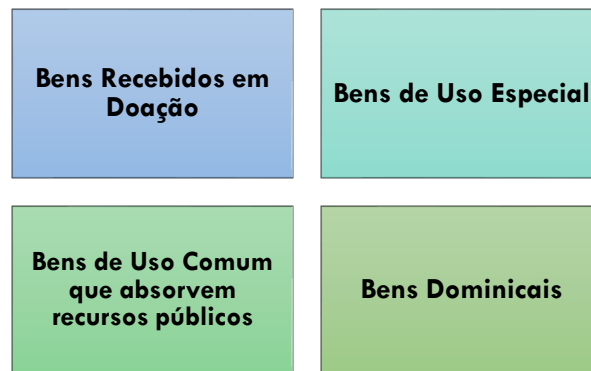 Bens Recebidos em
Doação
Bens de Uso Especial
Bens de Uso Comum
que absorvem
recursos públicos
Bens Dominicais